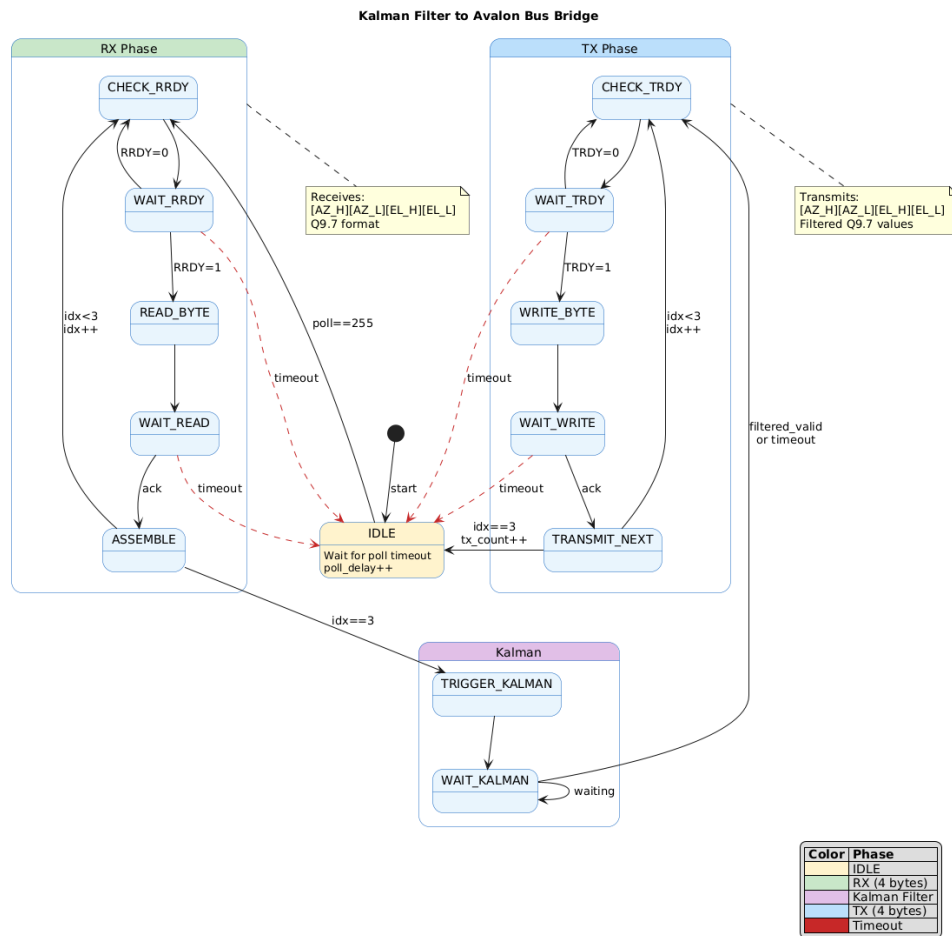 Kalman Filter to Avalon Bus Bridge
RX Phase
CHECK_RRDY
RRDY=0
WAIT_RRDY
RRDY=1
READ_BYTE
idx<3
idx++
timeout
WAIT_READ
ack
timeout
ASSEMBLE
Receives:
[AZ_H][AZ_L][EL_H][EL_L]
Q9.7 format
poll==255
start
IDLE
Wait for poll timeout
poll_delay++
TX Phase
CHECK_TRDY
TRDY=0
WAIT_TRDY
TRDY=1
WRITE_BYTE
idx<3
idx++
timeout
WAIT_WRITE
timeout
ack
TRANSMIT_NEXT
idx==3
tx_count++
Transmits:
[AZ_H][AZ_L][EL_H][EL_L]
Filtered Q9.7 values
filtered_valid
or timeout
idx==3
Kalman
TRIGGER_KALMAN
WAIT_KALMAN
waiting
Color Phase
IDLE
RX (4 bytes)
Kalman Filter
TX (4 bytes)
Timeout